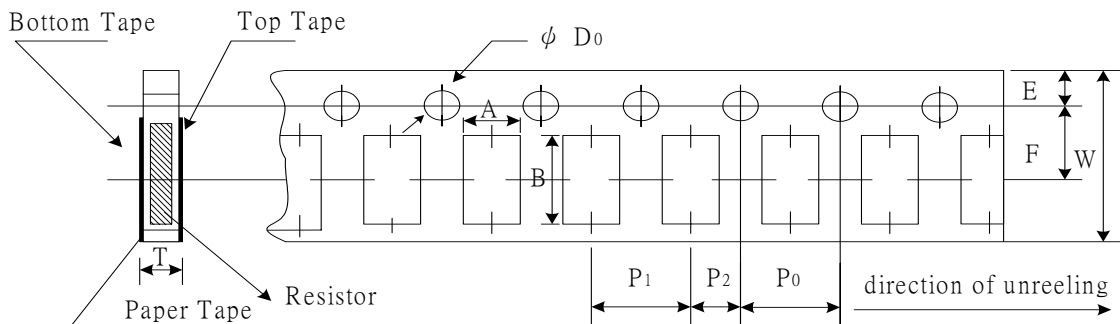 Bottom Tape
Top Tape
ϕ D0
A
B
E
F
W
T
P1
P2
P0
Paper Tape
Resistor
direction of unreeling